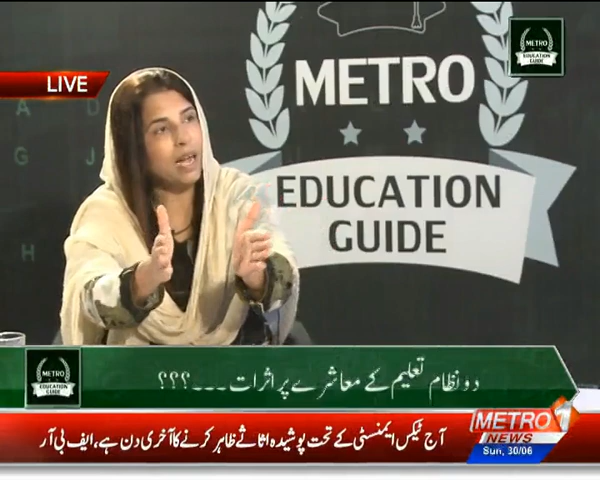 METRO
EDUCATION
GUIDE
LIVE
A D
G J
H
METRO
EDUCATION
GUIDE
METRO
EDUCATION
GUIDE
دو نظام تعلیم کے معاشرے پر اثرات ۔۔۔؟؟؟
آج ٹیکس ایمنسٹی کے تحت پوشیدہ اثاثے ظاہر کرنے کا آخری دن ہے، ایف بی آر
METRO 1
NEWS
Sun, 30/06